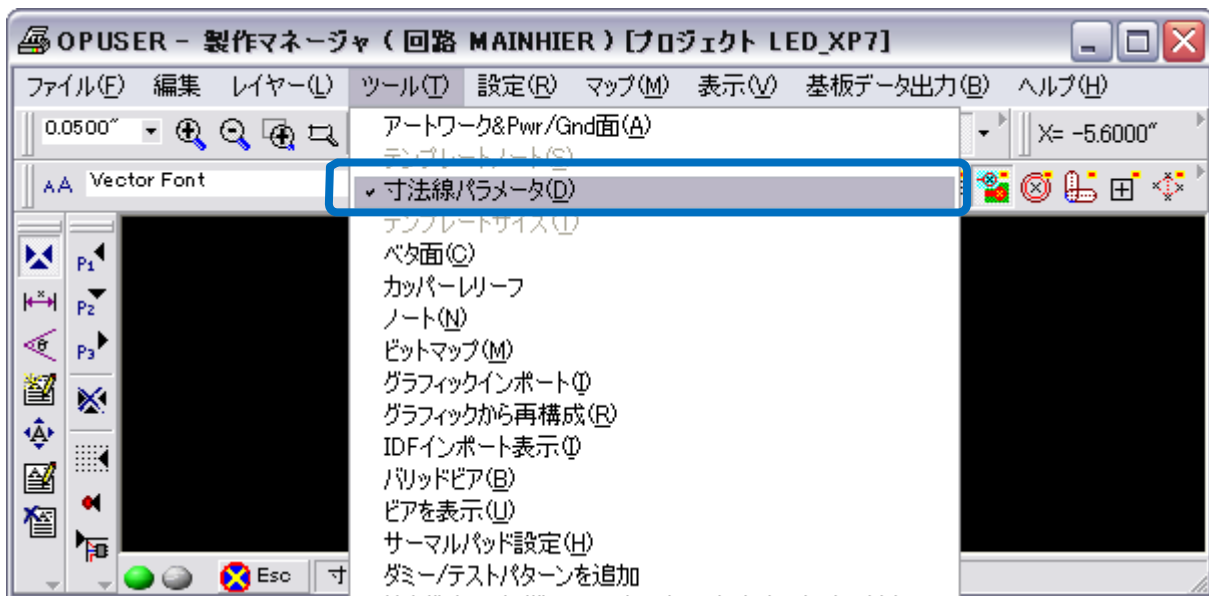 OPUSER - 製作マネージャ ( 回路 MAINHIER ) [プロジェクト LED_XP7]
ファイル(F) 編集 レイヤー(L) ツール(T) 設定(R) マップ(M) 表示(V) 基板データ出力(B) ヘルプ(H)
0.0500" X= -5.6000"
AA Vector Font
アートワーク&Pwr/Gnd面(A)
テンプレートノート(S)
✓ 寸法線パラメータ(D)
テンプレートサイズ(T)
ベタ面(C)
カッパーレリーフ
ノート(N)
ビットマップ(M)
グラフィックインポート(I)
グラフィックから再構成(R)
IDFインポート表示(I)
バリッドビア(B)
ビアを表示(U)
サーマルパッド設定(H)
ダミー/テストパターンを追加
P1
P2
P3
A
Esc 寸